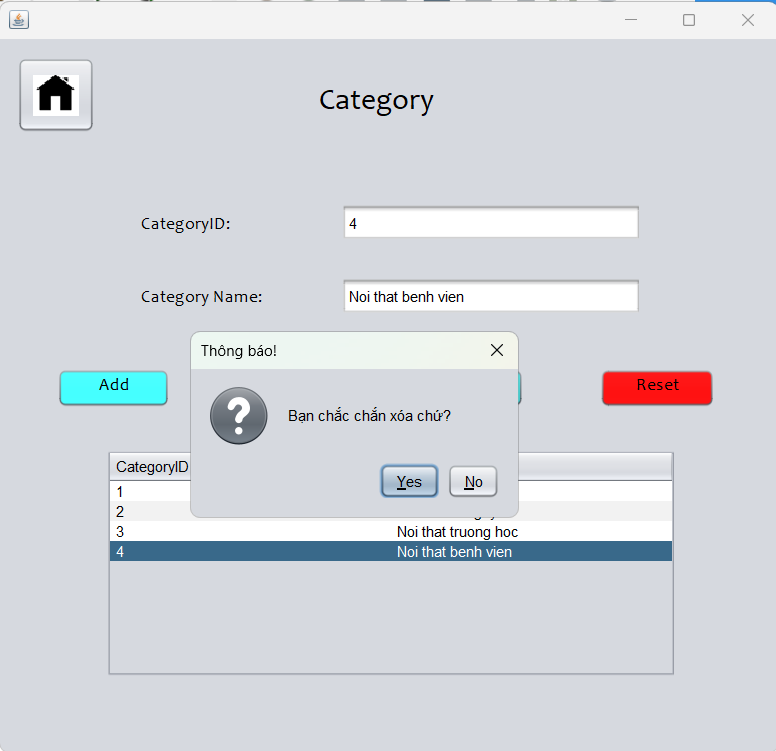 Category
CategoryID:
4
Category Name:
Noi that benh vien
Thông báo!
Add
Reset
Bạn chắc chắn xóa chứ?
Yes
No
CategoryID
1
2
3 Noi that truong hoc
4 Noi that benh vien